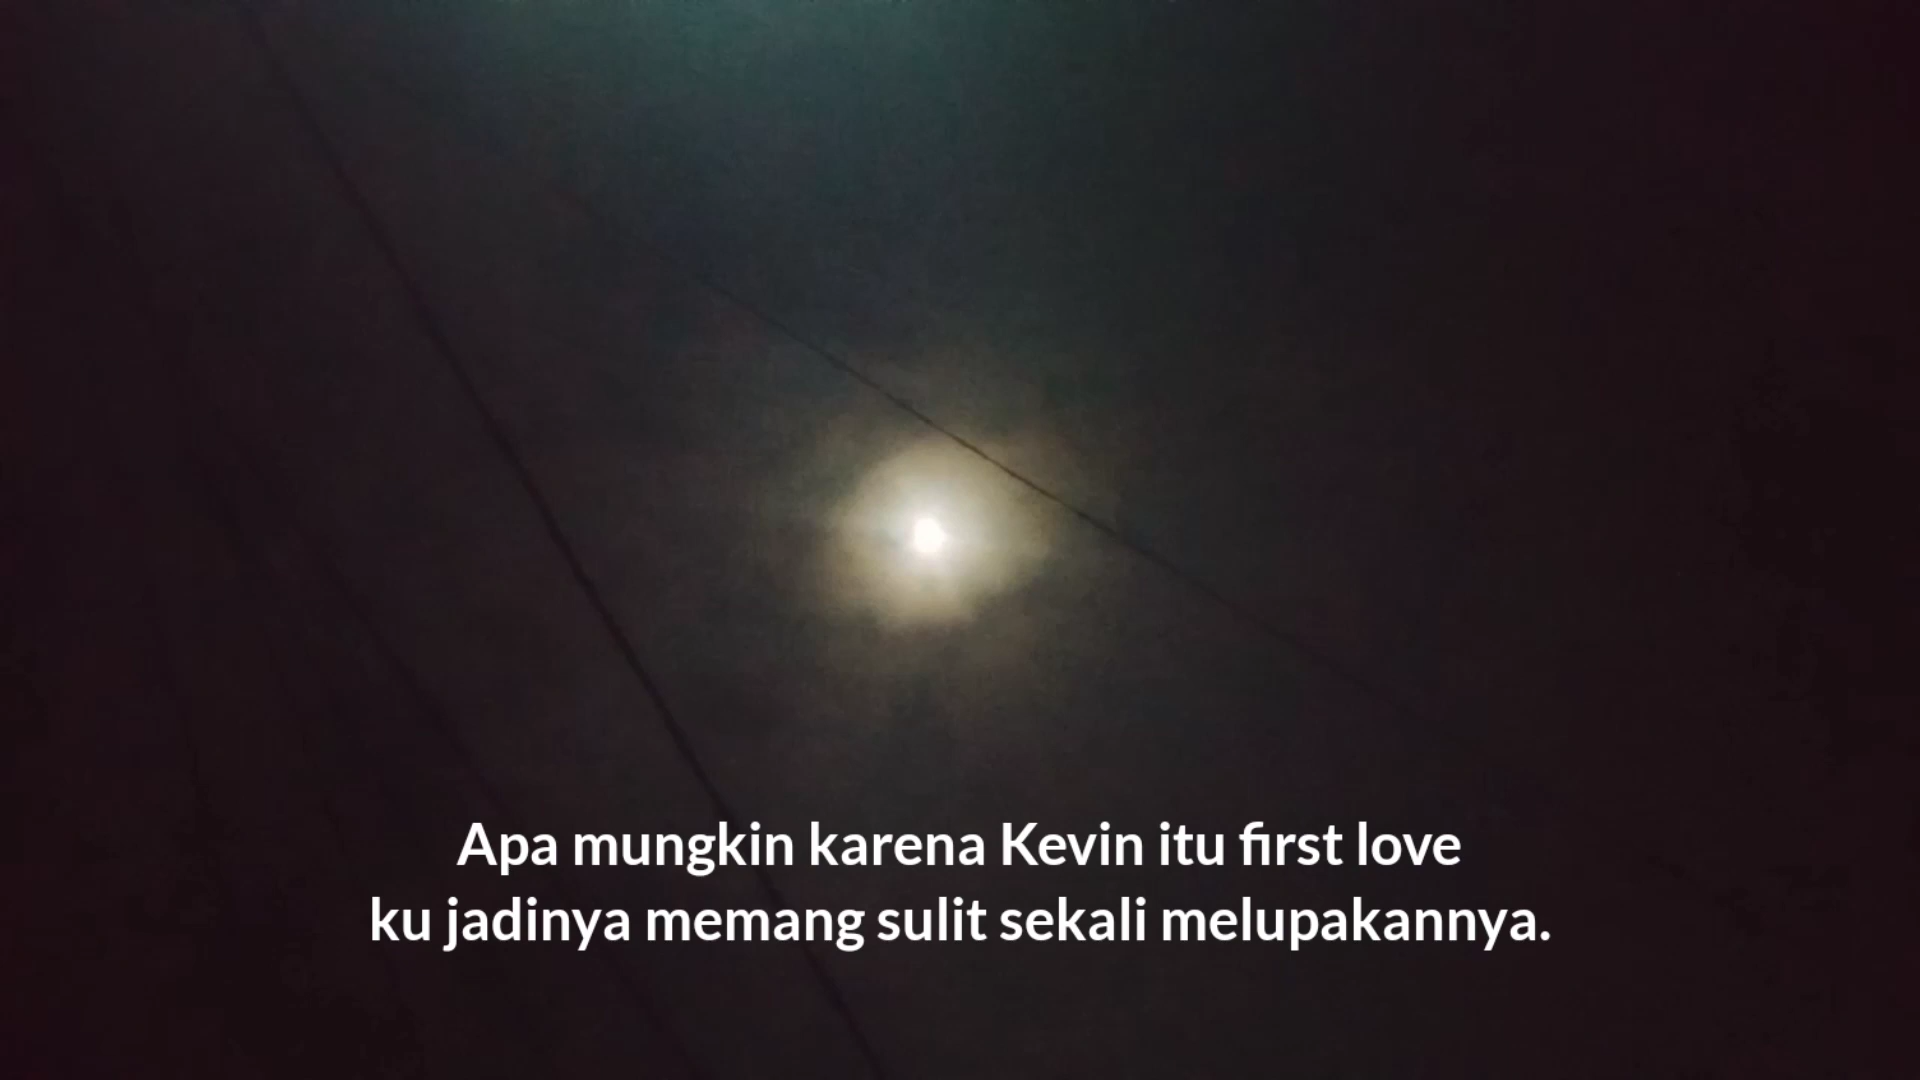 Apa mungkin karena Kevin itu first love
ku jadinya memang sulit sekali melupakannya.